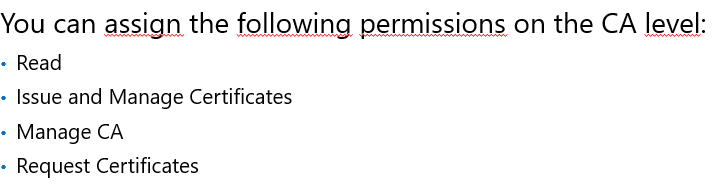 You can assign the following permissions on the CA level:
• Read
• Issue and Manage Certificates
• Manage CA
• Request Certificates